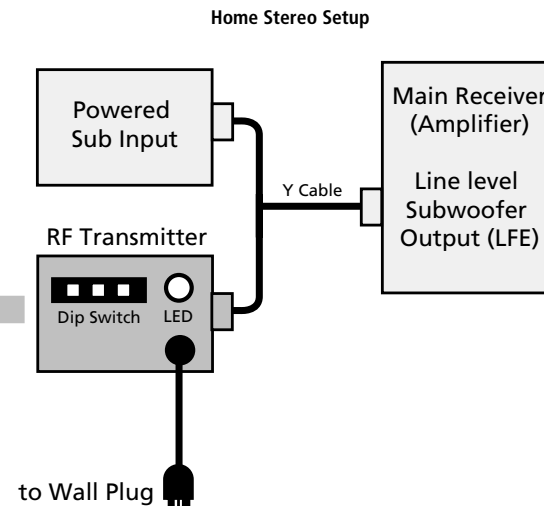 Home Stereo Setup
Powered
Sub Input
Main Receiver
(Amplifier)
Line level
Subwoofer
Output (LFE)
Y Cable
RF Transmitter
Dip Switch
LED
to Wall Plug